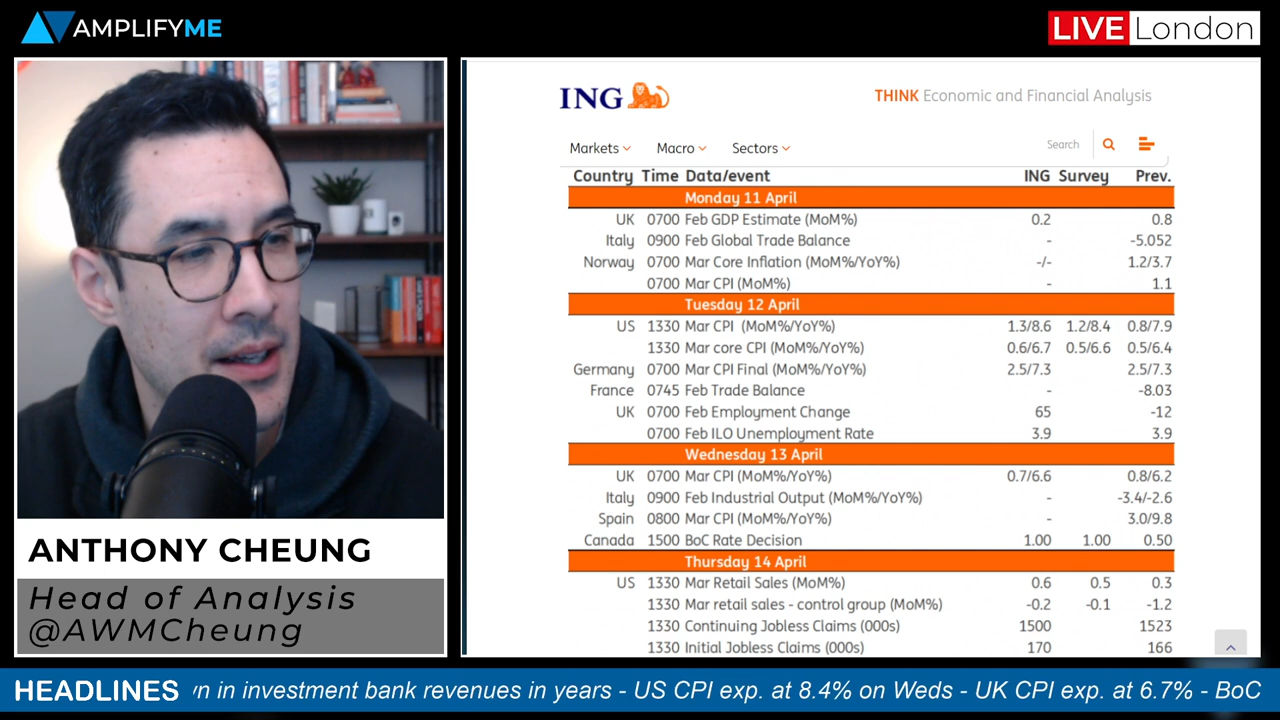 AMPLIFYME
LIVE London
ING
THINK Economic and Financial Analysis
Markets Macro Sectors Search
Country Time Data/event ING Survey Prev.
Monday 11 April
UK 0700 Feb GDP Estimate (MoM%) 0.2 0.8
Italy 0900 Feb Global Trade Balance - -5.052
Norway 0700 Mar Core Inflation (MoM%/YoY%) -/- 1.2/3.7
0700 Mar CPI (MoM%) - 1.1
Tuesday 12 April
US 1330 Mar CPI (MoM%/YoY%) 1.3/8.6 1.2/8.4 0.8/7.9
1330 Mar core CPI (MoM%/YoY%) 0.6/6.7 0.5/6.6 0.5/6.4
Germany 0700 Mar CPI Final (MoM%/YoY%) 2.5/7.3 2.5/7.3
France 0745 Feb Trade Balance - -8.03
UK 0700 Feb Employment Change 65 -12
0700 Feb ILO Unemployment Rate 3.9 3.9
Wednesday 13 April
UK 0700 Mar CPI (MoM%/YoY%) 0.7/6.6 0.8/6.2
Italy 0900 Feb Industrial Output (MoM%/YoY%) - -3.4/-2.6
Spain 0800 Mar CPI (MoM%/YoY%) - 3.0/9.8
Canada 1500 BoC Rate Decision 1.00 1.00 0.50
Thursday 14 April
US 1330 Mar Retail Sales (MoM%) 0.6 0.5 0.3
1330 Mar retail sales - control group (MoM%) -0.2 -0.1 -1.2
1330 Continuing Jobless Claims (000s) 1500 1523
1330 Initial Jobless Claims (000s) 170 166
ANTHONY CHEUNG
Head of Analysis
@AWMCheung
HEADLINES in investment bank revenues in years - US CPI exp. at 8.4% on Weds - UK CPI exp. at 6.7% - BoC